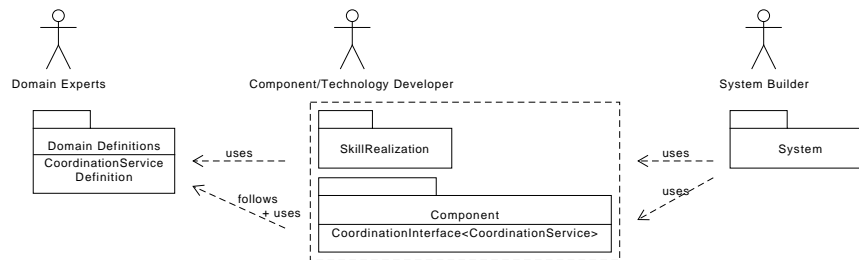 Domain Experts
Component/Technology Developer
System Builder
Domain Definitions
CoordinationService
Definition
uses
follows
+ uses
SkillRealization
Component
CoordinationInterface<CoordinationService>
uses
uses
System